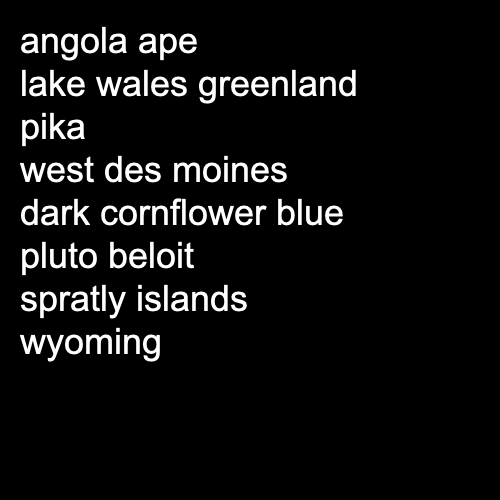 angola ape
lake wales greenland
pika
west des moines
dark cornflower blue
pluto beloit
spratly islands
wyoming